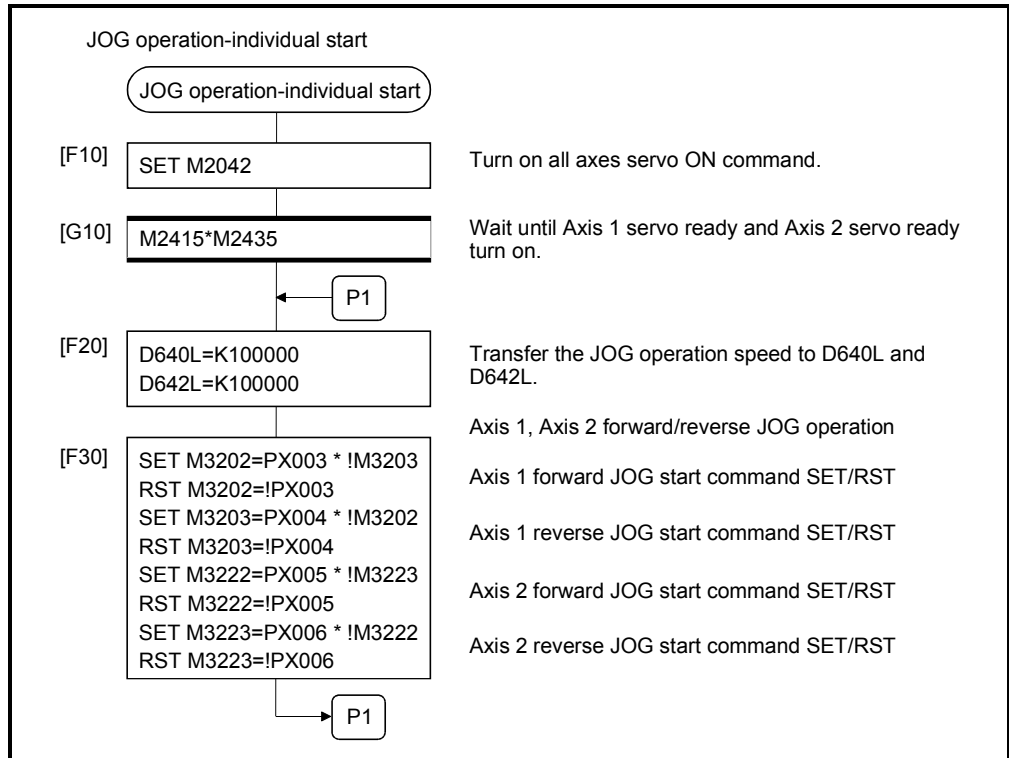 JOG operation-individual start
JOG operation-individual start
[F10]
SET M2042
Turn on all axes servo ON command.
[G10]
M2415*M2435
Wait until Axis 1 servo ready and Axis 2 servo ready
turn on.
P1
[F20]
D640L=K100000
D642L=K100000
Transfer the JOG operation speed to D640L and
D642L.
Axis 1, Axis 2 forward/reverse JOG operation
[F30]
SET M3202=PX003 * !M3203
RST M3202=!PX003
Axis 1 forward JOG start command SET/RST
SET M3203=PX004 * !M3202
RST M3203=!PX004
Axis 1 reverse JOG start command SET/RST
SET M3222=PX005 * !M3223
RST M3222=!PX005
Axis 2 forward JOG start command SET/RST
SET M3223=PX006 * !M3222
RST M3223=!PX006
Axis 2 reverse JOG start command SET/RST
P1